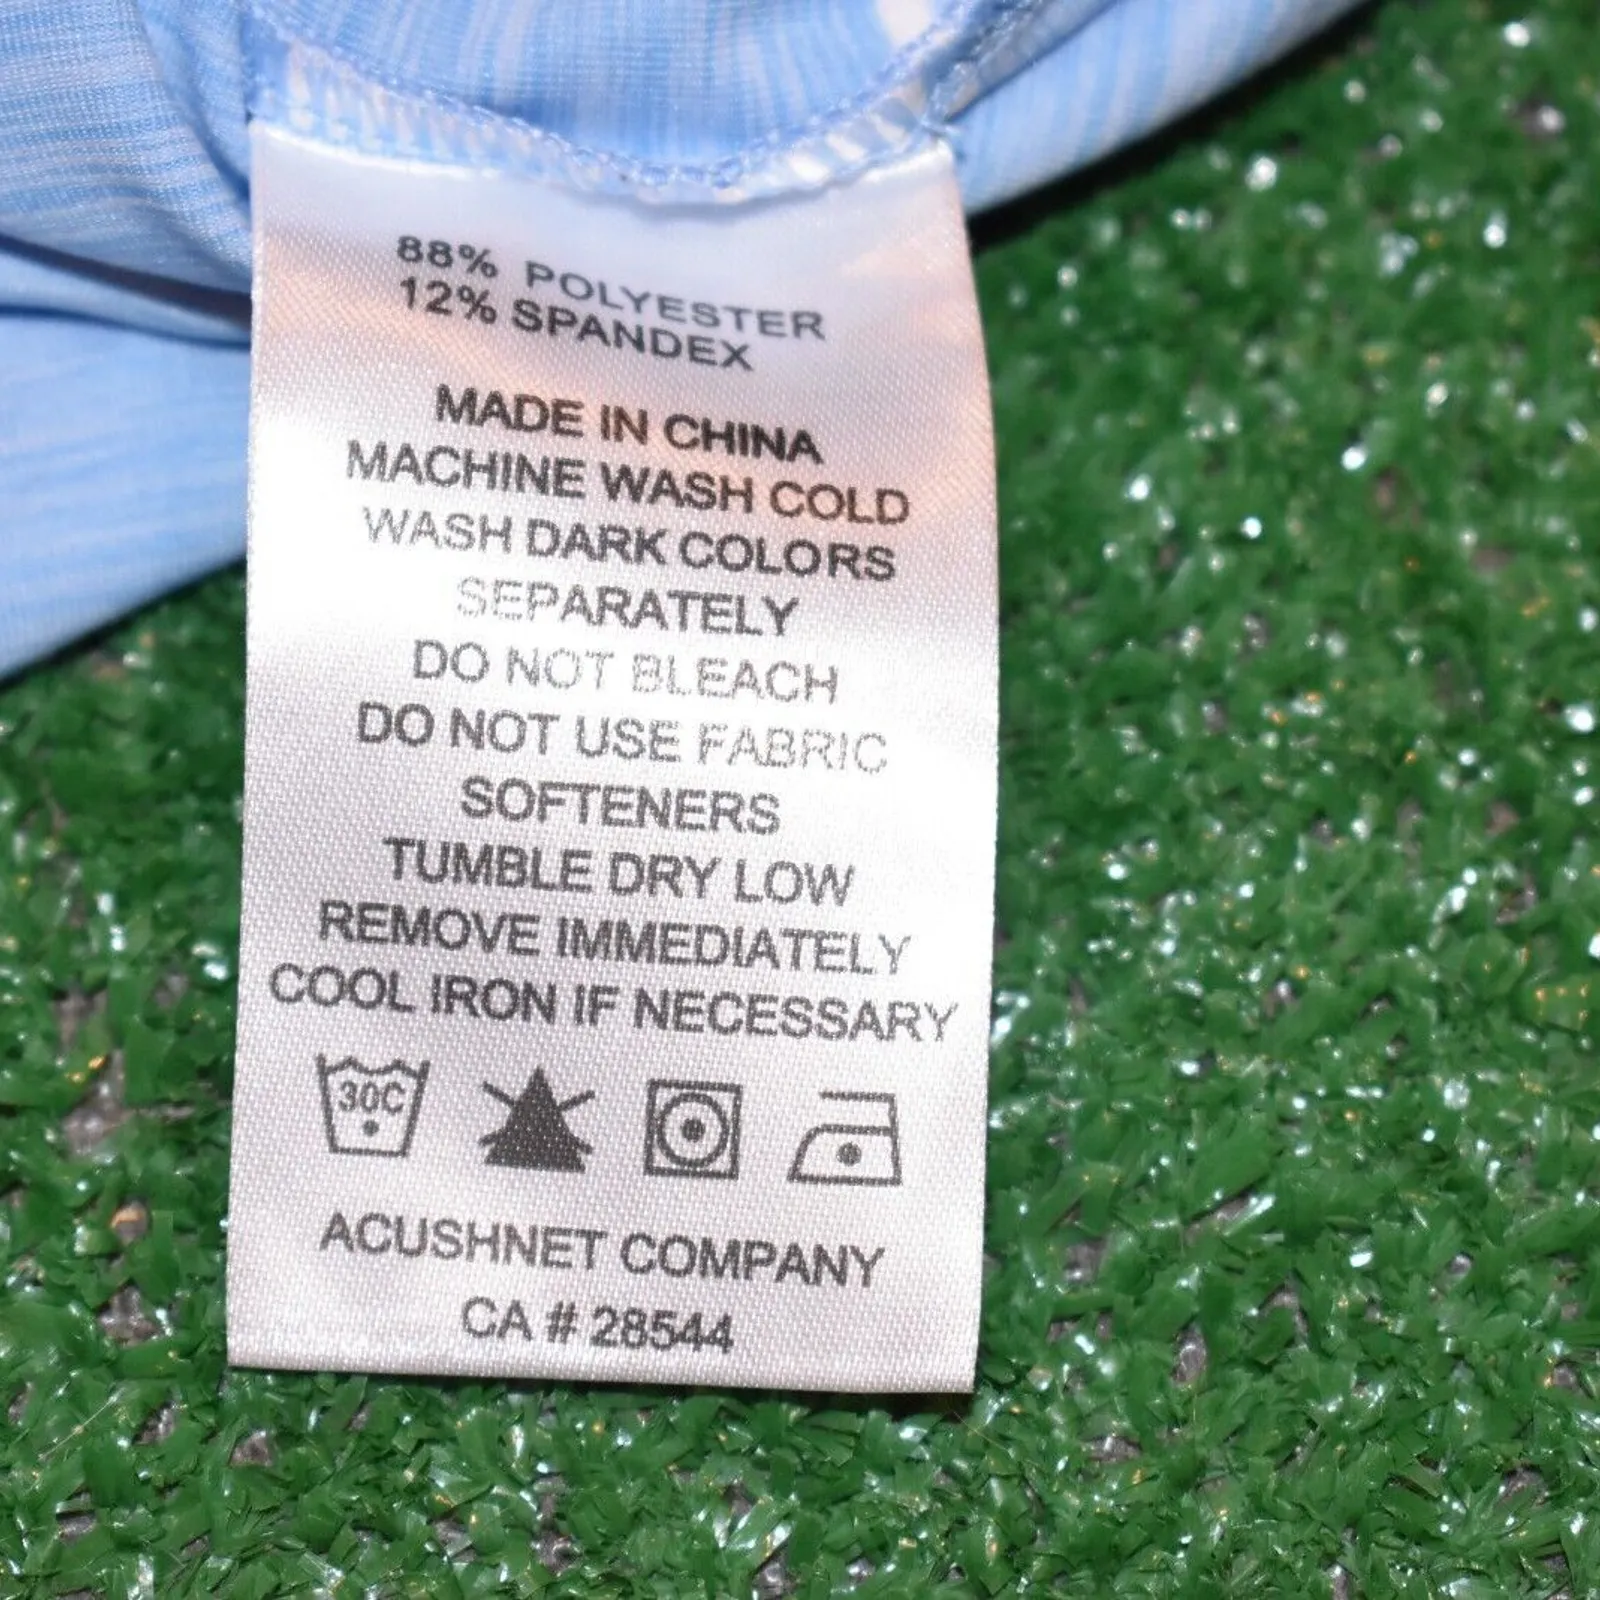 88% POLYESTER
12% SPANDEX
MADE IN CHINA
MACHINE WASH COLD
WASH DARK COLORS
SEPARATELY
DO NOT BLEACH
DO NOT USE FABRIC
SOFTENERS
TUMBLE DRY LOW
REMOVE IMMEDIATELY
COOL IRON IF NECESSARY
30C
ACUSHNET COMPANY
CA # 28544